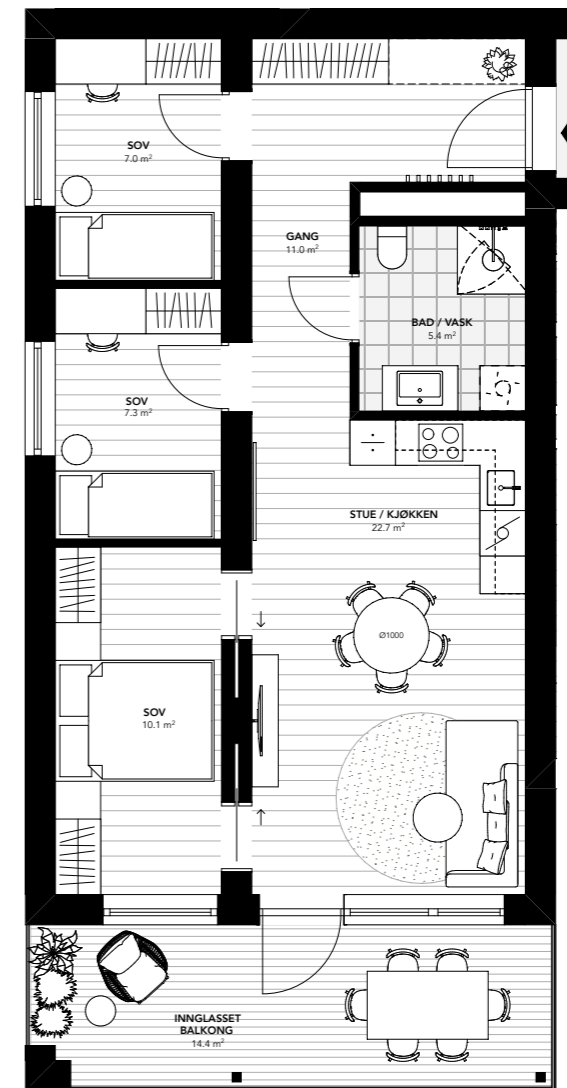 SOV
7.0 m²
GANG
11.0 m²
BAD / VASK
5.4 m²
SOV
7.3 m²
STUE / KJØKKEN
22.7 m²
Ø1000
SOV
10.1 m²
INNGLASSET
BALKONG
14.4 m²